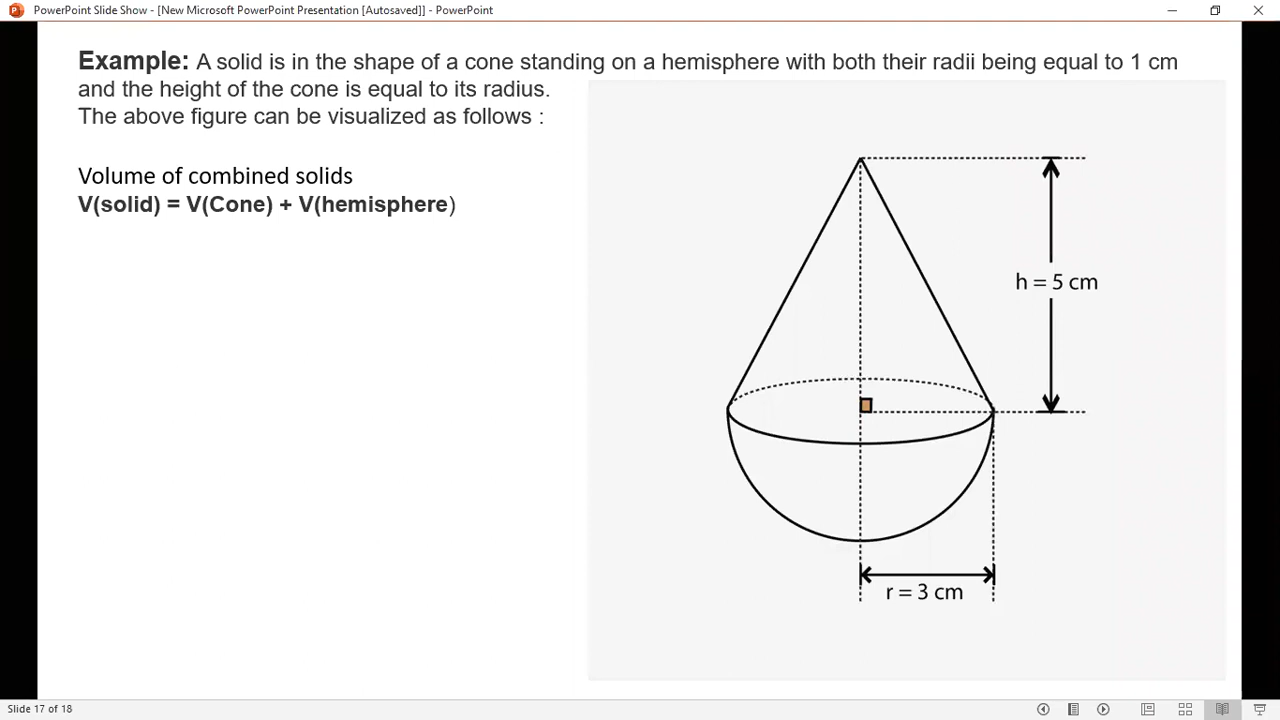 PowerPoint Slide Show - [New Microsoft PowerPoint Presentation [Autosaved]] - PowerPoint
Example: A solid is in the shape of a cone standing on a hemisphere with both their radii being equal to 1 cm
and the height of the cone is equal to its radius.
The above figure can be visualized as follows :
Volume of combined solids
V(solid) = V(Cone) + V(hemisphere)
h = 5 cm
r = 3 cm
Slide 17 of 18